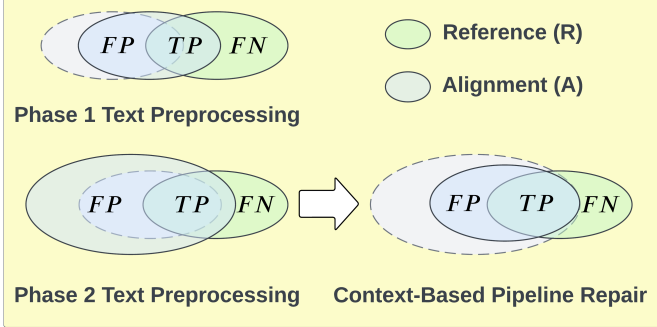 FP TP FN
Reference (R)
Alignment (A)
Phase 1 Text Preprocessing
FP TP FN
FP TP FN
Phase 2 Text Preprocessing
Context-Based Pipeline Repair